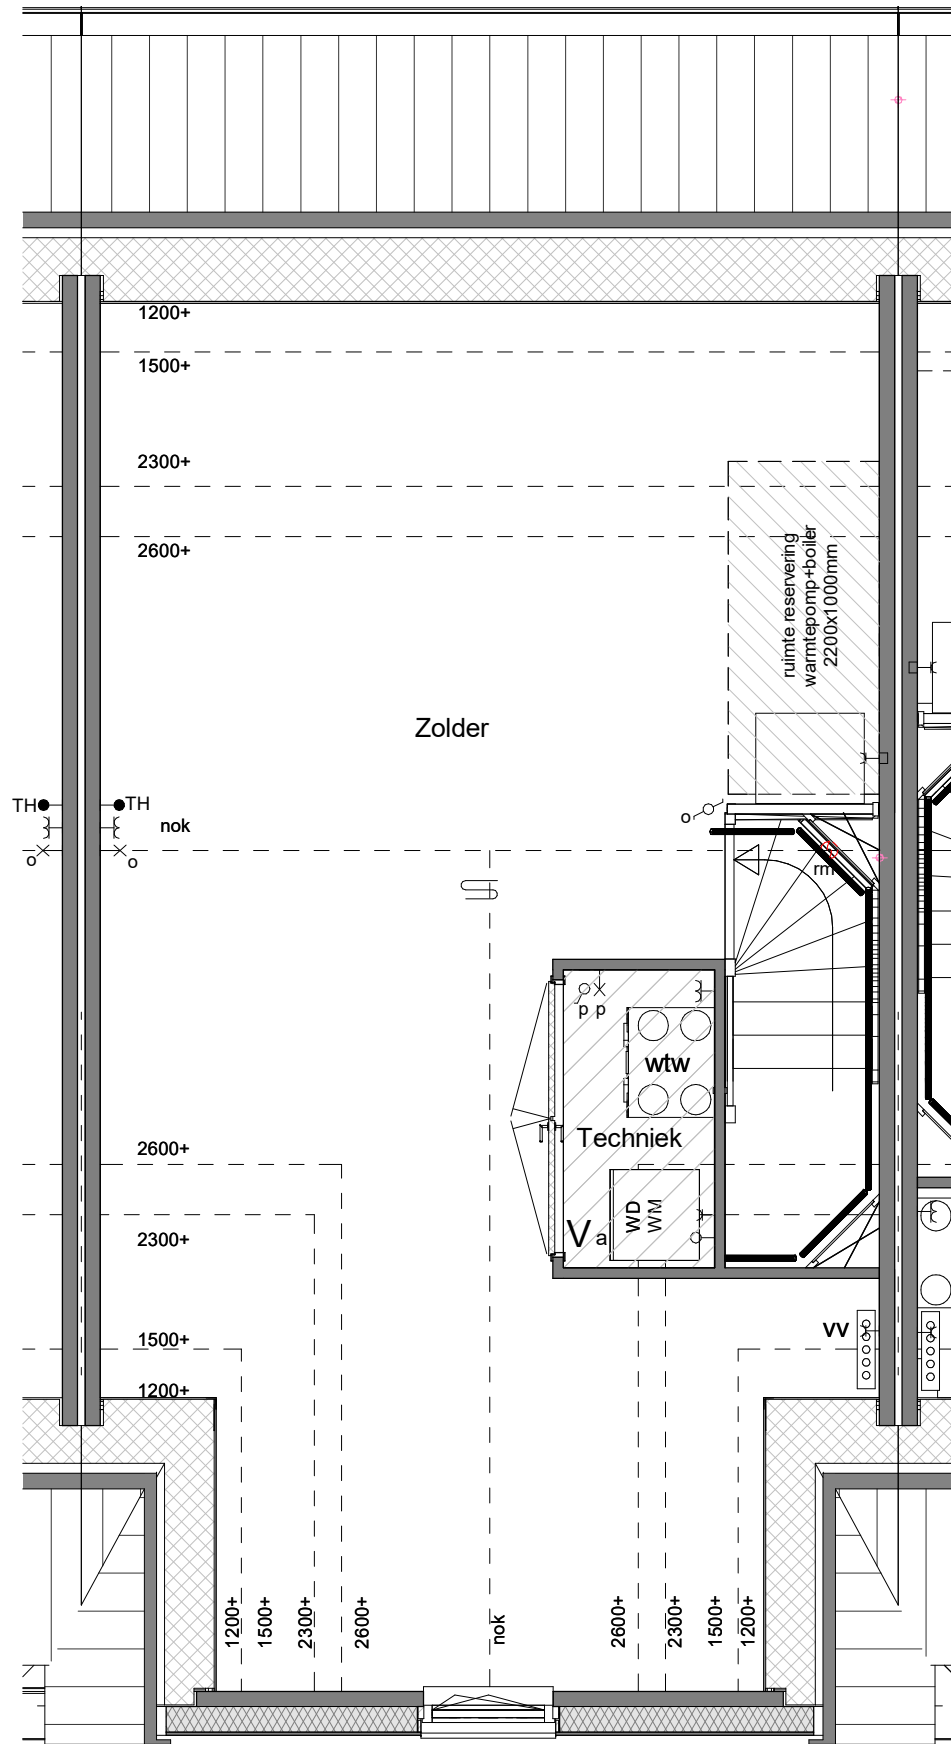 1200+
1500+
2300+
2600+
ruimte reservering
warmtepomp+boiler
2200x1000mm
Zolder
TH
TH
nok
o
o
o
rm
p p
wtw
Techniek
WD
WM
Va
2600+
2300+
1500+
1200+
vv
1200+
1500+
2300+
2600+
nok
2600+
2300+
1500+
1200+